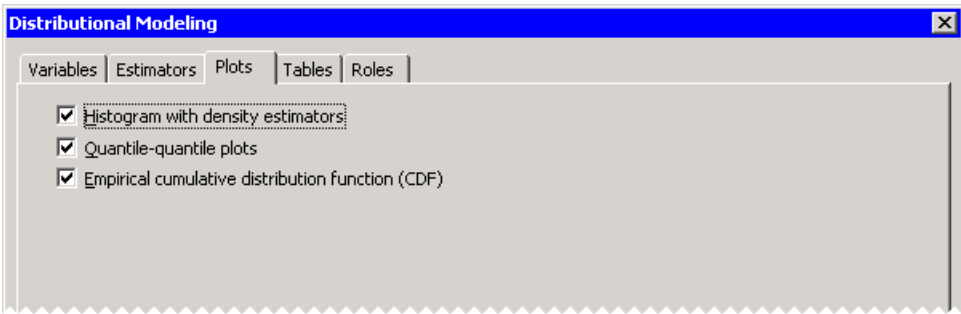 Distributional Modeling
Variables Estimators Plots Tables Roles
Histogram with density estimators
Quantile-quantile plots
Empirical cumulative distribution function (CDF)